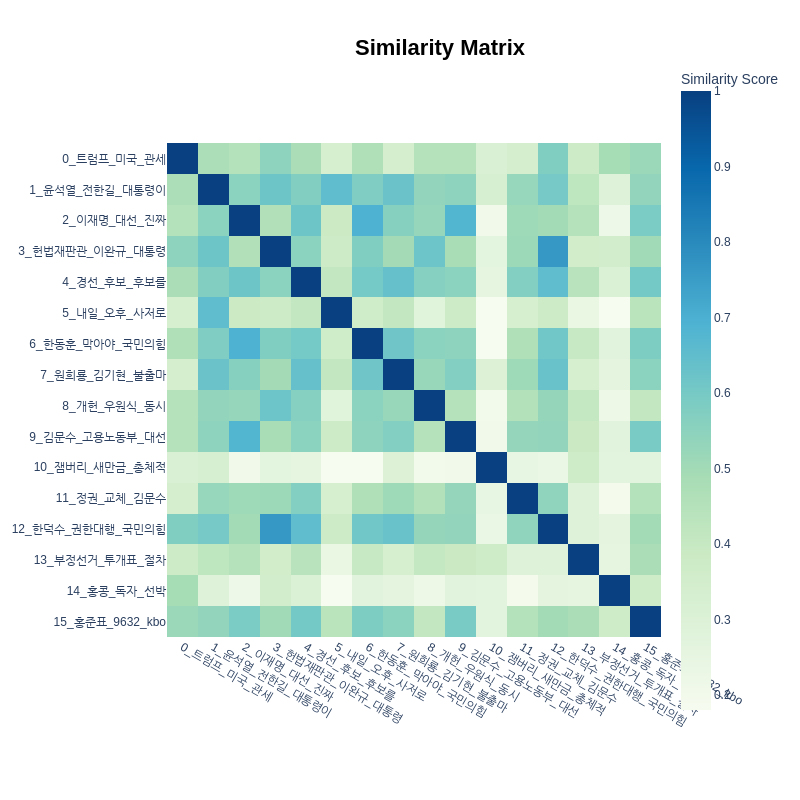 Similarity Matrix
Similarity Score
1
0.9
0.8
0.7
0.6
0.5
0.4
0.3
0_트럼프_미국_관세
1_윤석열_전한길_대통령이
2_이재명_대선_진짜
3_헌법재판관_이완규_대통령
4_경선_후보_후보를
5_내일_오후_사저로
6_한동훈_막아야_국민의힘
7_원희룡_김기현_불출마
8_개헌_우원식_동시
9_김문수_고용노동부_대선
10_잼버리_새만금_총체적
11_정권_교체_김문수
12_한덕수_권한대행_국민의힘
13_부정선거_투개표_절차
14_홍콩_독자_선박
15_홍준표_9632_kbo
0_트럼프_미국_관세
1_윤석열_전한길_대통령이
2_이재명_대선_진짜
3_헌법재판관_이완규_대통령
4_경선_후보_후보를
5_내일_오후_사저로
6_한동훈_막아야_국민의힘
7_원희룡_김기현_불출마
8_개헌_우원식_동시
9_김문수_고용노동부_대선
10_잼버리_새만금_총체적
11_정권_교체_김문수
12_한덕수_권한대행_국민의힘